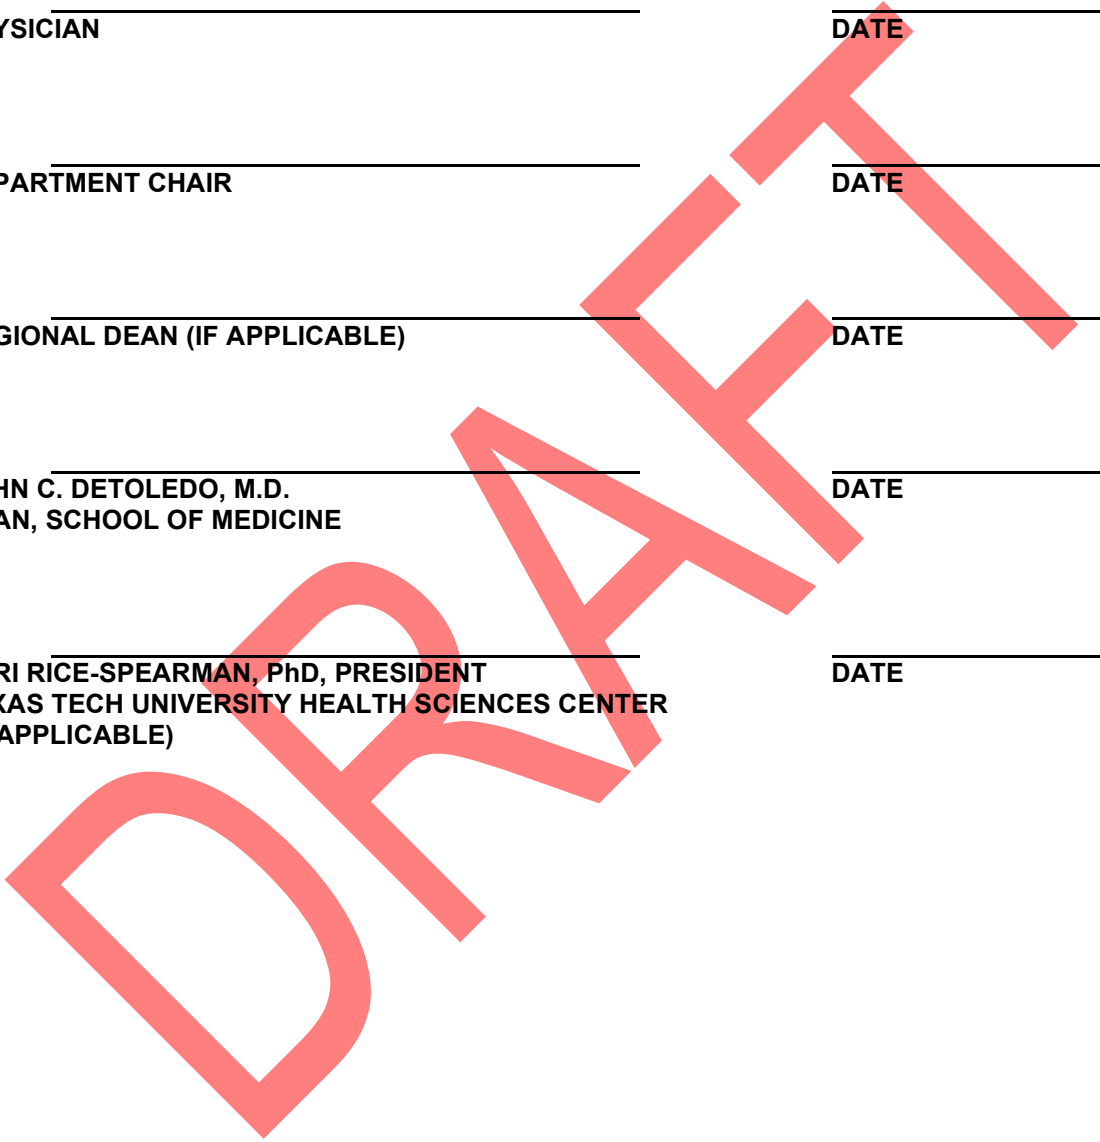 YSICIAN DATE
PARTMENT CHAIR DATE
GIONAL DEAN (IF APPLICABLE) DATE
HN C. DETOLEDO, M.D. DATE
AN, SCHOOL OF MEDICINE
RI RICE-SPEARMAN, PhD, PRESIDENT DATE
XAS TECH UNIVERSITY HEALTH SCIENCES CENTER
APPLICABLE)
DRAFT